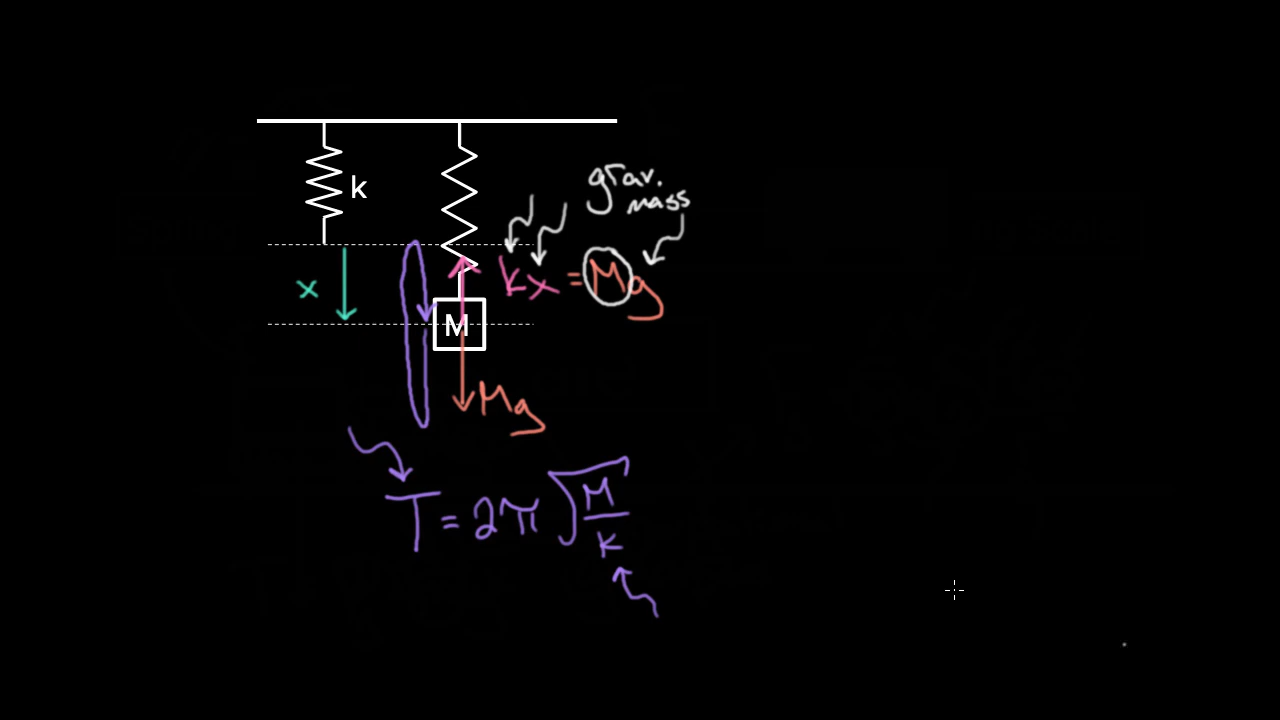 k
grav.
mass
x
kx = Mg
M
Mg
T = 2π√(M/k)